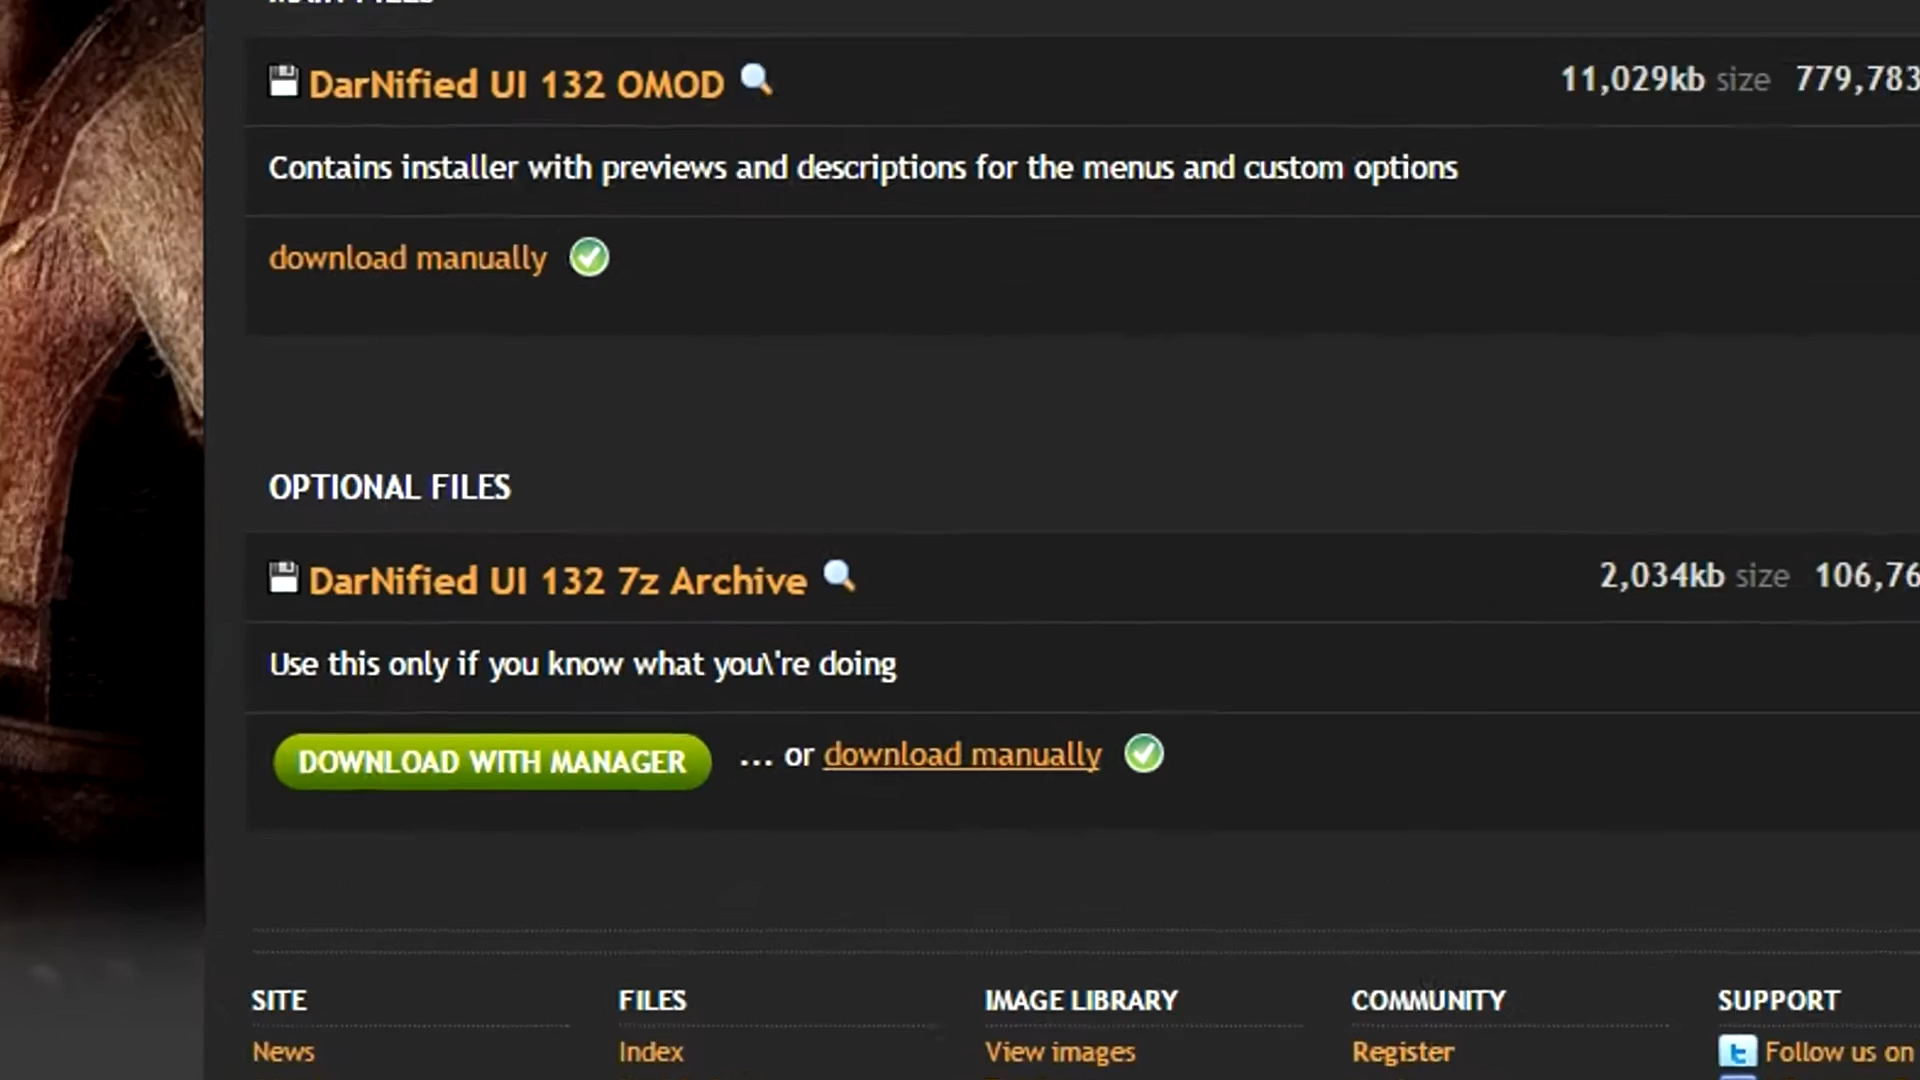 MAIN FILES
DarNified UI 132 OMOD 11,029kb size 779,783
Contains installer with previews and descriptions for the menus and custom options
download manually
OPTIONAL FILES
DarNified UI 132 7z Archive 2,034kb size 106,76
Use this only if you know what you\'re doing
DOWNLOAD WITH MANAGER ... or download manually
SITE FILES IMAGE LIBRARY COMMUNITY SUPPORT
News Index View images Register Follow us on